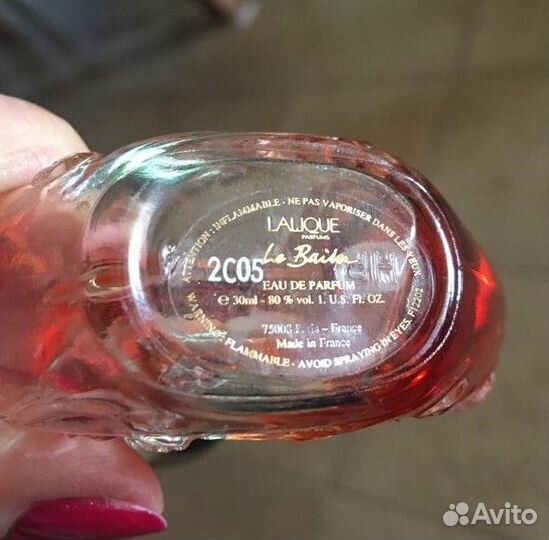 ATTENTION : INFLAMMABLE - NE PAS VAPORISER DANS LES YEUX
LALIQUE
PARFUMS
Le Baiser
2C05
EAU DE PARFUM
℮ 30ml - 80 % vol. 1. U.S. Fl. OZ.
75008 Paris - France
Made in France
WARNING: FLAMMABLE - AVOID SPRAYING IN EYES.
Avito